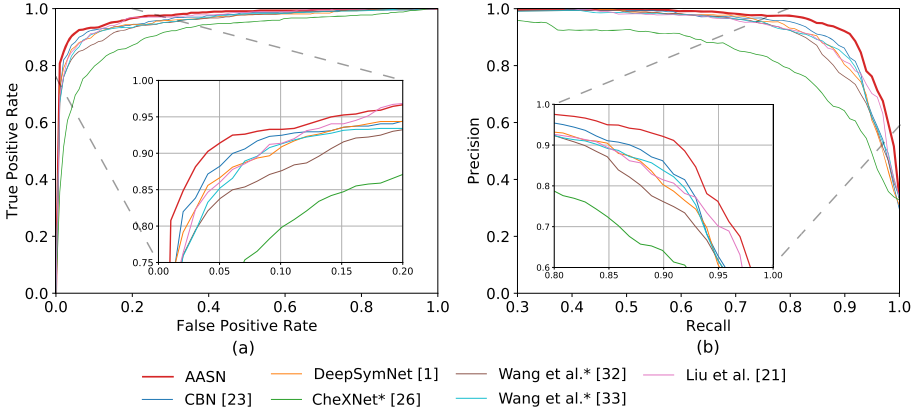 1.0
0.8
0.6
0.4
0.2
0.0
True Positive Rate
1.00
0.95
0.90
0.85
0.80
0.75
0.00 0.05 0.10 0.15 0.20
0.0 0.2 0.4 0.6 0.8 1.0
False Positive Rate
(a)
1.0
0.8
0.6
0.4
0.2
0.0
Precision
1.0
0.9
0.8
0.7
0.6
0.80 0.85 0.90 0.95 1.00
0.3 0.4 0.5 0.6 0.7 0.8 0.9 1.0
Recall
(b)
AASN DeepSymNet [1] Wang et al.* [32] Liu et al. [21]
CBN [23] CheXNet* [26] Wang et al.* [33]